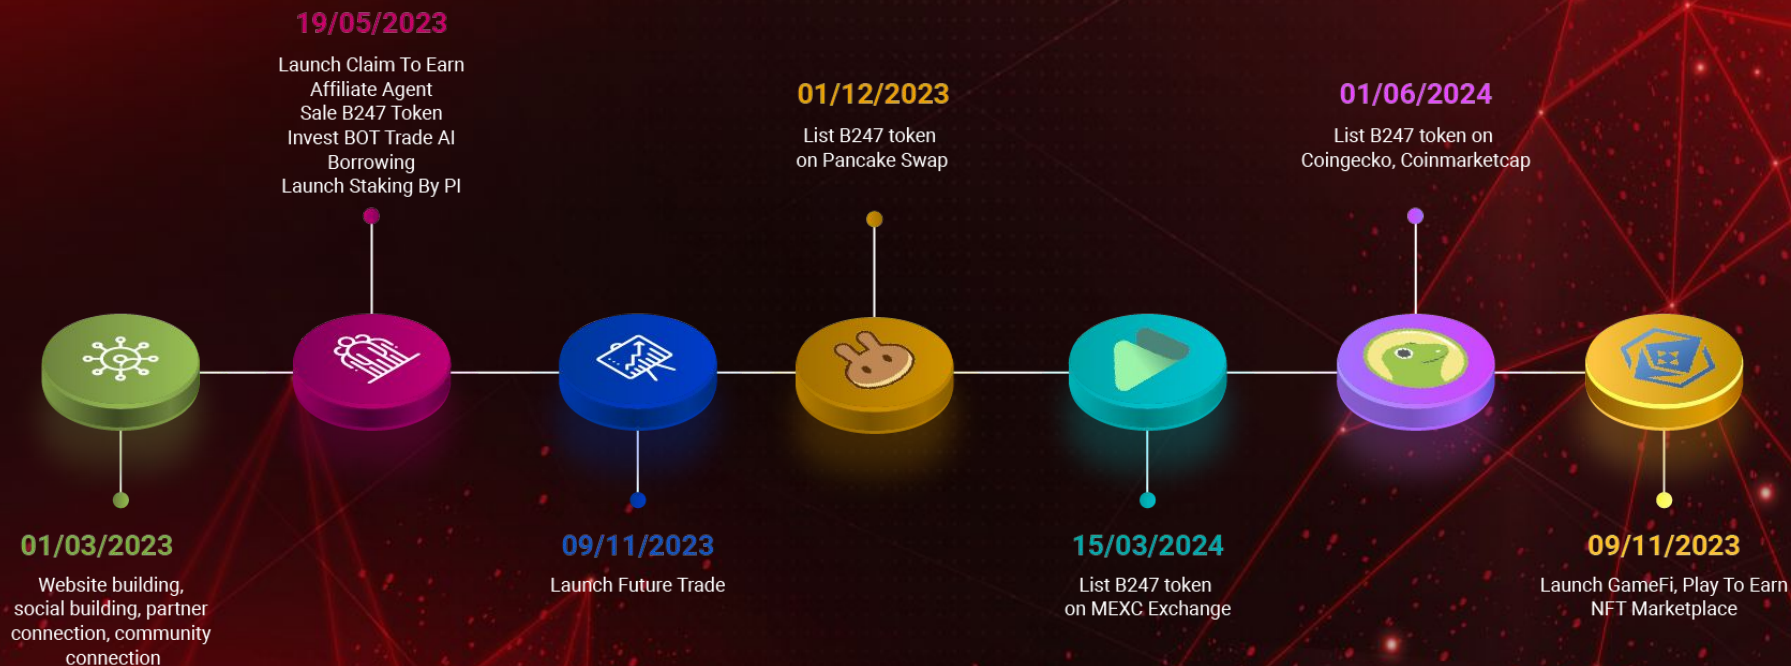 19/05/2023
Launch Claim To Earn
Affiliate Agent
Sale B247 Token
Invest BOT Trade AI
Borrowing
Launch Staking By PI
01/12/2023
List B247 token
on Pancake Swap
01/06/2024
List B247 token on
Coingecko, Coinmarketcap
01/03/2023
Website building,
social building, partner
connection, community
connection
09/11/2023
Launch Future Trade
15/03/2024
List B247 token
on MEXC Exchange
09/11/2023
Launch GameFi, Play To Earn
NFT Marketplace